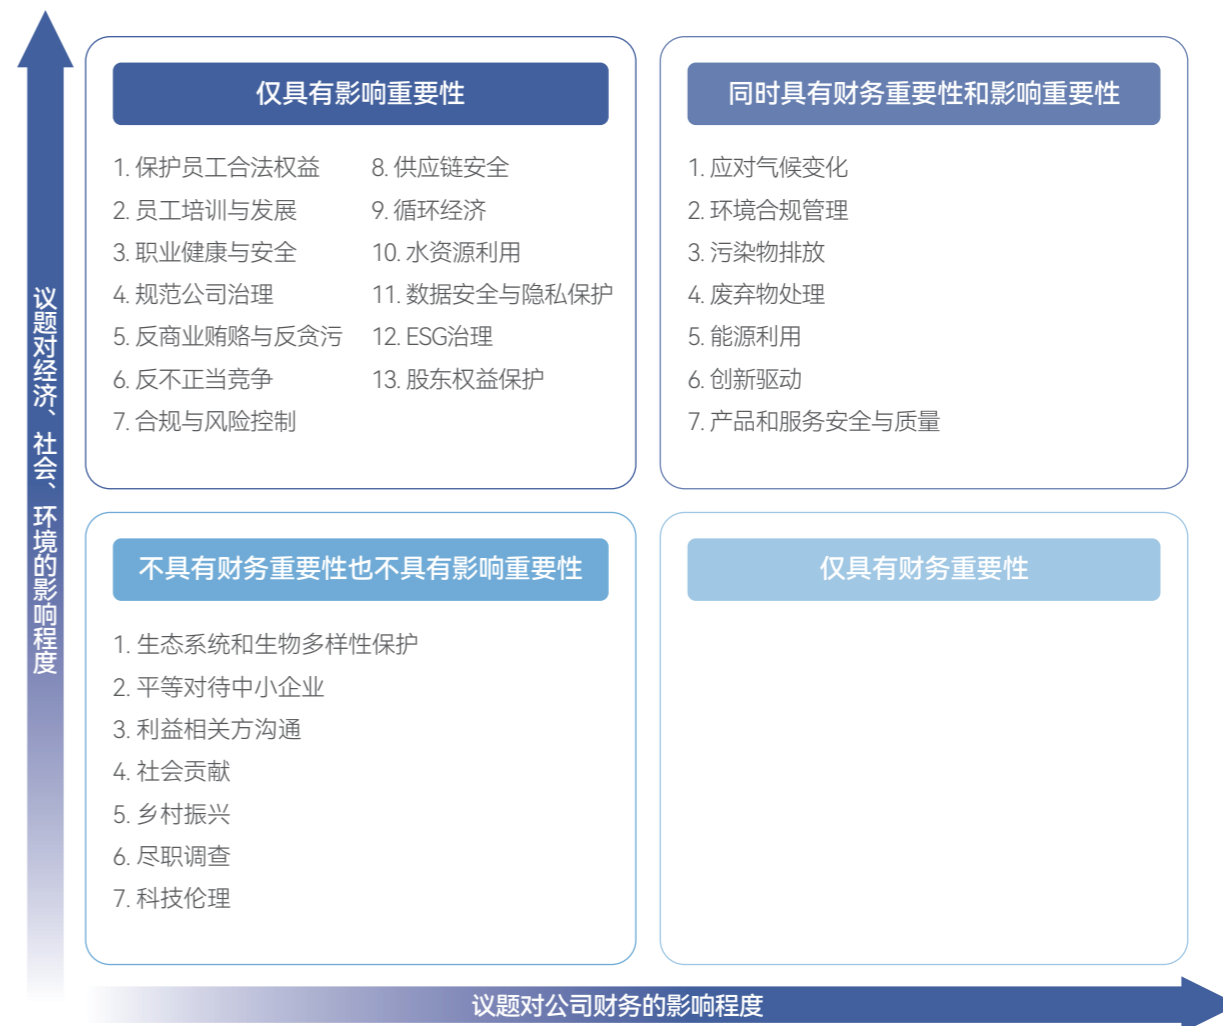 议题对经济、社会、环境的影响程度
仅具有影响重要性
1. 保护员工合法权益
2. 员工培训与发展
3. 职业健康与安全
4. 规范公司治理
5. 反商业贿赂与反贪污
6. 反不正当竞争
7. 合规与风险控制
8. 供应链安全
9. 循环经济
10. 水资源利用
11. 数据安全与隐私保护
12. ESG治理
13. 股东权益保护
同时具有财务重要性和影响重要性
1. 应对气候变化
2. 环境合规管理
3. 污染物排放
4. 废弃物处理
5. 能源利用
6. 创新驱动
7. 产品和服务安全与质量
不具有财务重要性也不具有影响重要性
1. 生态系统和生物多样性保护
2. 平等对待中小企业
3. 利益相关方沟通
4. 社会贡献
5. 乡村振兴
6. 尽职调查
7. 科技伦理
仅具有财务重要性
议题对公司财务的影响程度